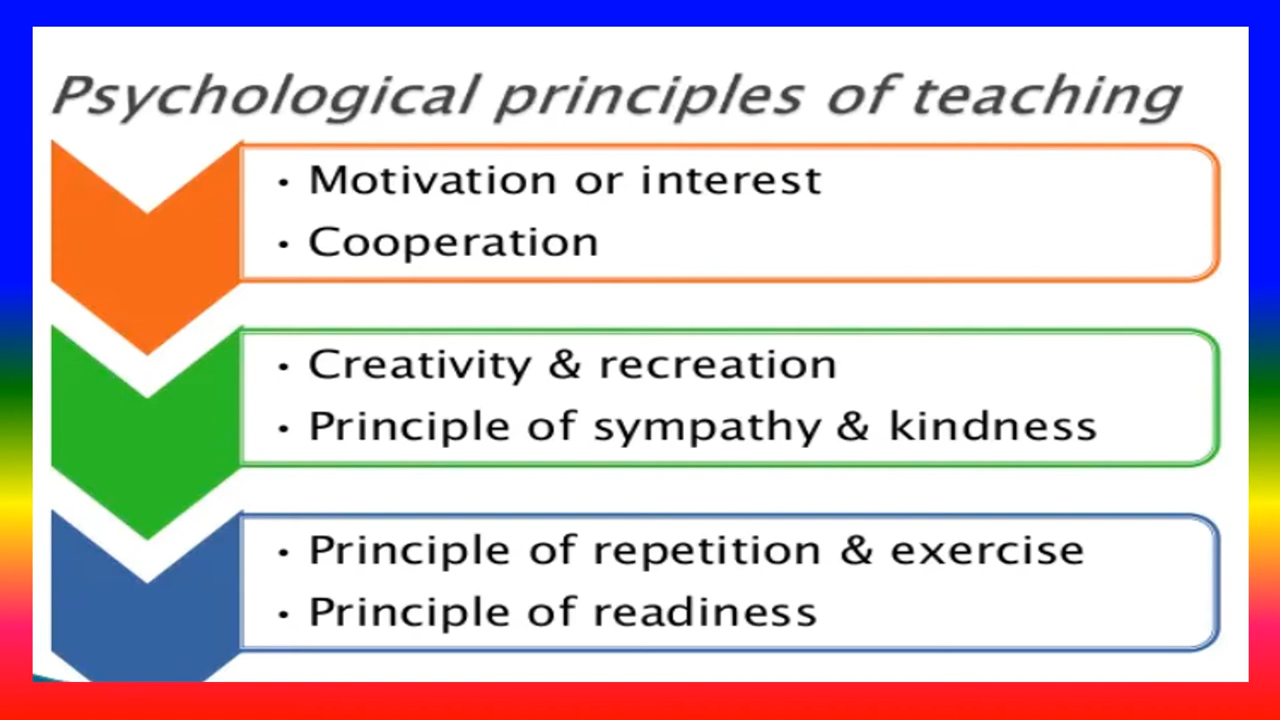 Psychological principles of teaching
• Motivation or interest
• Cooperation
• Creativity & recreation
• Principle of sympathy & kindness
• Principle of repetition & exercise
• Principle of readiness